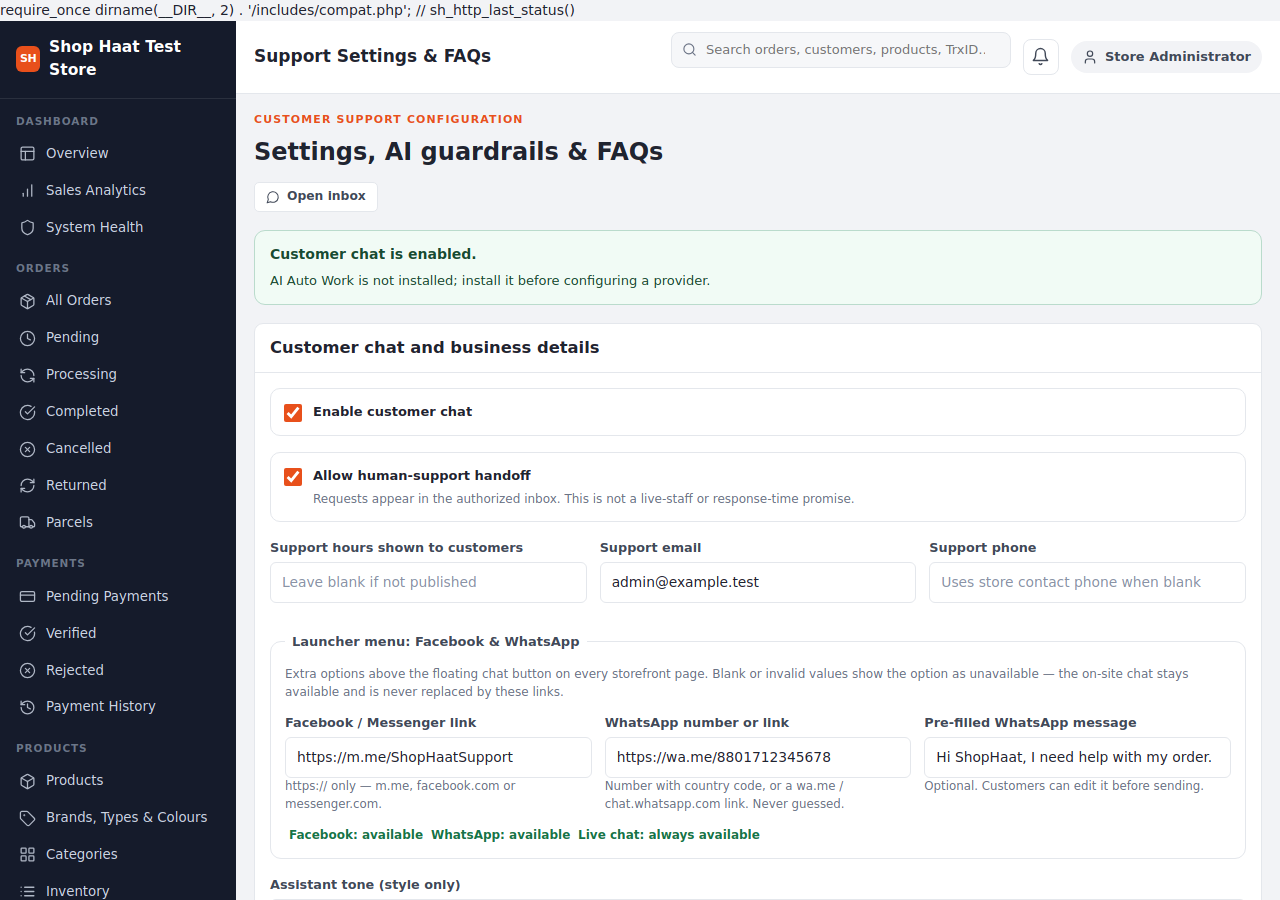 require_once dirname(__DIR__, 2) . '/includes/compat.php'; // sh_http_last_status()
SH
Shop Haat Test
Store
DASHBOARD
Overview
Sales Analytics
System Health
ORDERS
All Orders
Pending
Processing
Completed
Cancelled
Returned
Parcels
PAYMENTS
Pending Payments
Verified
Rejected
Payment History
PRODUCTS
Products
Brands, Types & Colours
Categories
Inventory
Support Settings & FAQs
Search orders, customers, products, TrxID..
Store Administrator
CUSTOMER SUPPORT CONFIGURATION
Settings, AI guardrails & FAQs
Open inbox
Customer chat is enabled.
AI Auto Work is not installed; install it before configuring a provider.
Customer chat and business details
Enable customer chat
Allow human-support handoff
Requests appear in the authorized inbox. This is not a live-staff or response-time promise.
Support hours shown to customers
Leave blank if not published
Support email
admin@example.test
Support phone
Uses store contact phone when blank
Launcher menu: Facebook & WhatsApp
Extra options above the floating chat button on every storefront page. Blank or invalid values show the option as unavailable — the on-site chat stays
available and is never replaced by these links.
Facebook / Messenger link
https://m.me/ShopHaatSupport
https:// only — m.me, facebook.com or
messenger.com.
WhatsApp number or link
https://wa.me/8801712345678
Number with country code, or a wa.me /
chat.whatsapp.com link. Never guessed.
Pre-filled WhatsApp message
Hi ShopHaat, I need help with my order.
Optional. Customers can edit it before sending.
Facebook: available WhatsApp: available Live chat: always available
Assistant tone (style only)